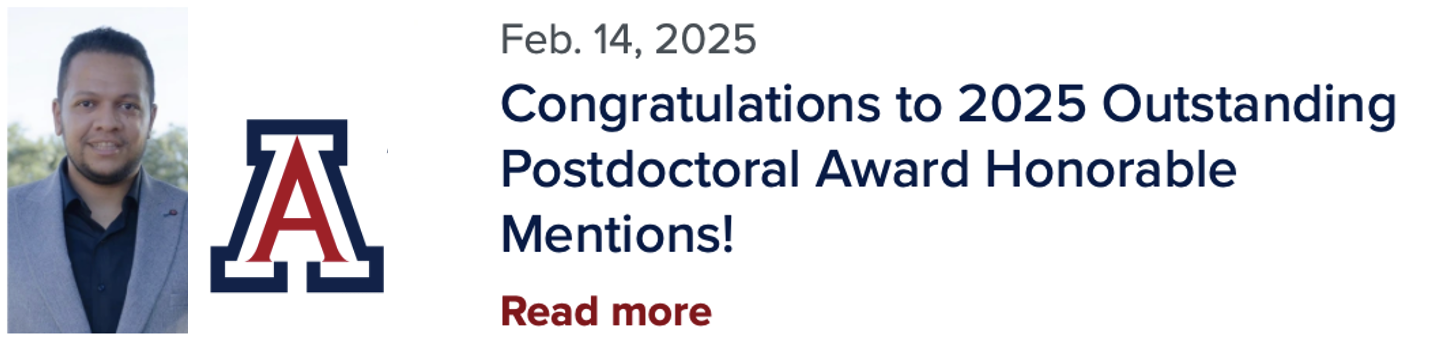 A
Feb. 14, 2025
Congratulations to 2025 Outstanding
Postdoctoral Award Honorable
Mentions!
Read more